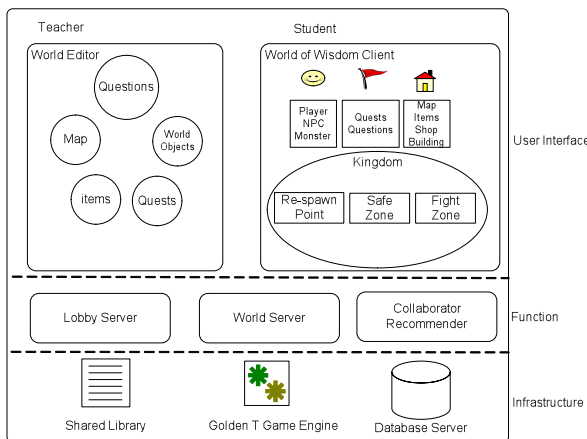 Teacher
Student
World Editor
World of Wisdom Client
Questions
Map
World
Objects
items
Quests
Player
NPC
Monster
Quests
Questions
Map
Items
Shop
Building
Kingdom
Re-spawn
Point
Safe
Zone
Fight
Zone
User Interface
Lobby Server
World Server
Collaborator
Recommender
Function
Shared Library
Golden T Game Engine
Database Server
Infrastructure